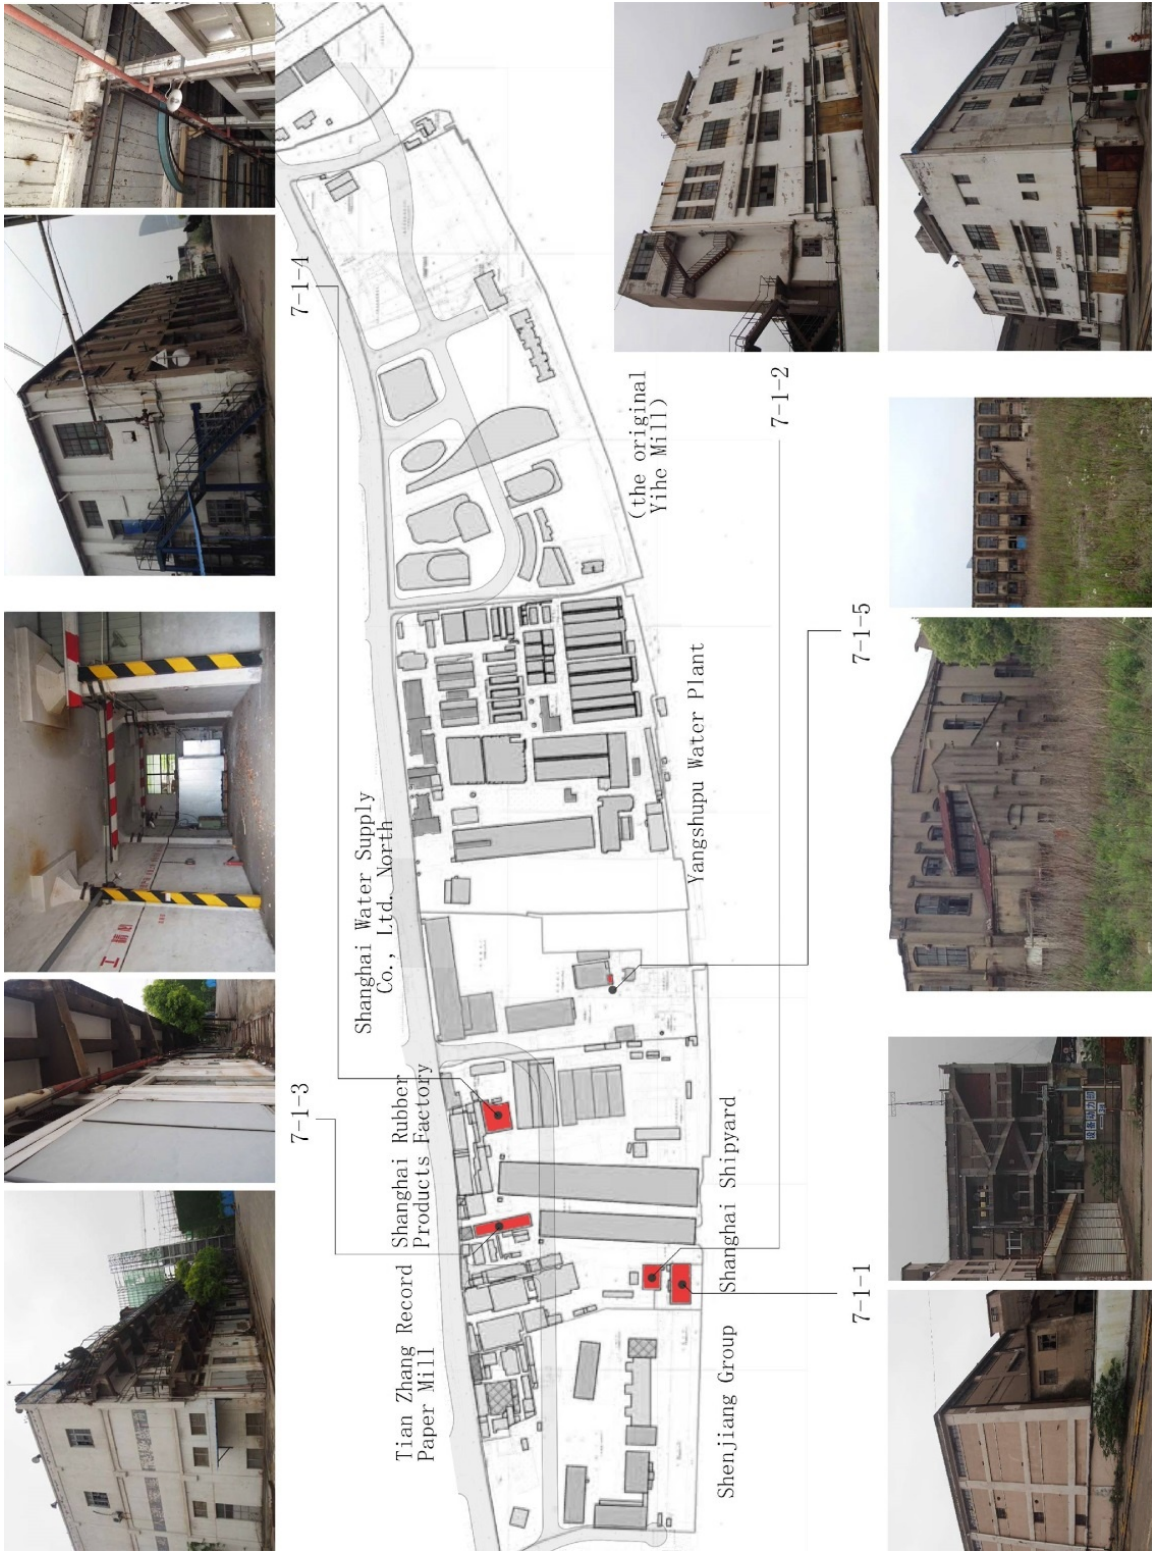 7-1-3
7-1-4
Shanghai Water Supply
Co., Ltd. North
Tian Zhang Record
Paper Mill
Shanghai Rubber
Products Factory
(the original
Yihe Mill)
Yangshupu Water Plant
Shenjiang Group
Shanghai Shipyard
7-1-2
7-1-1
7-1-5